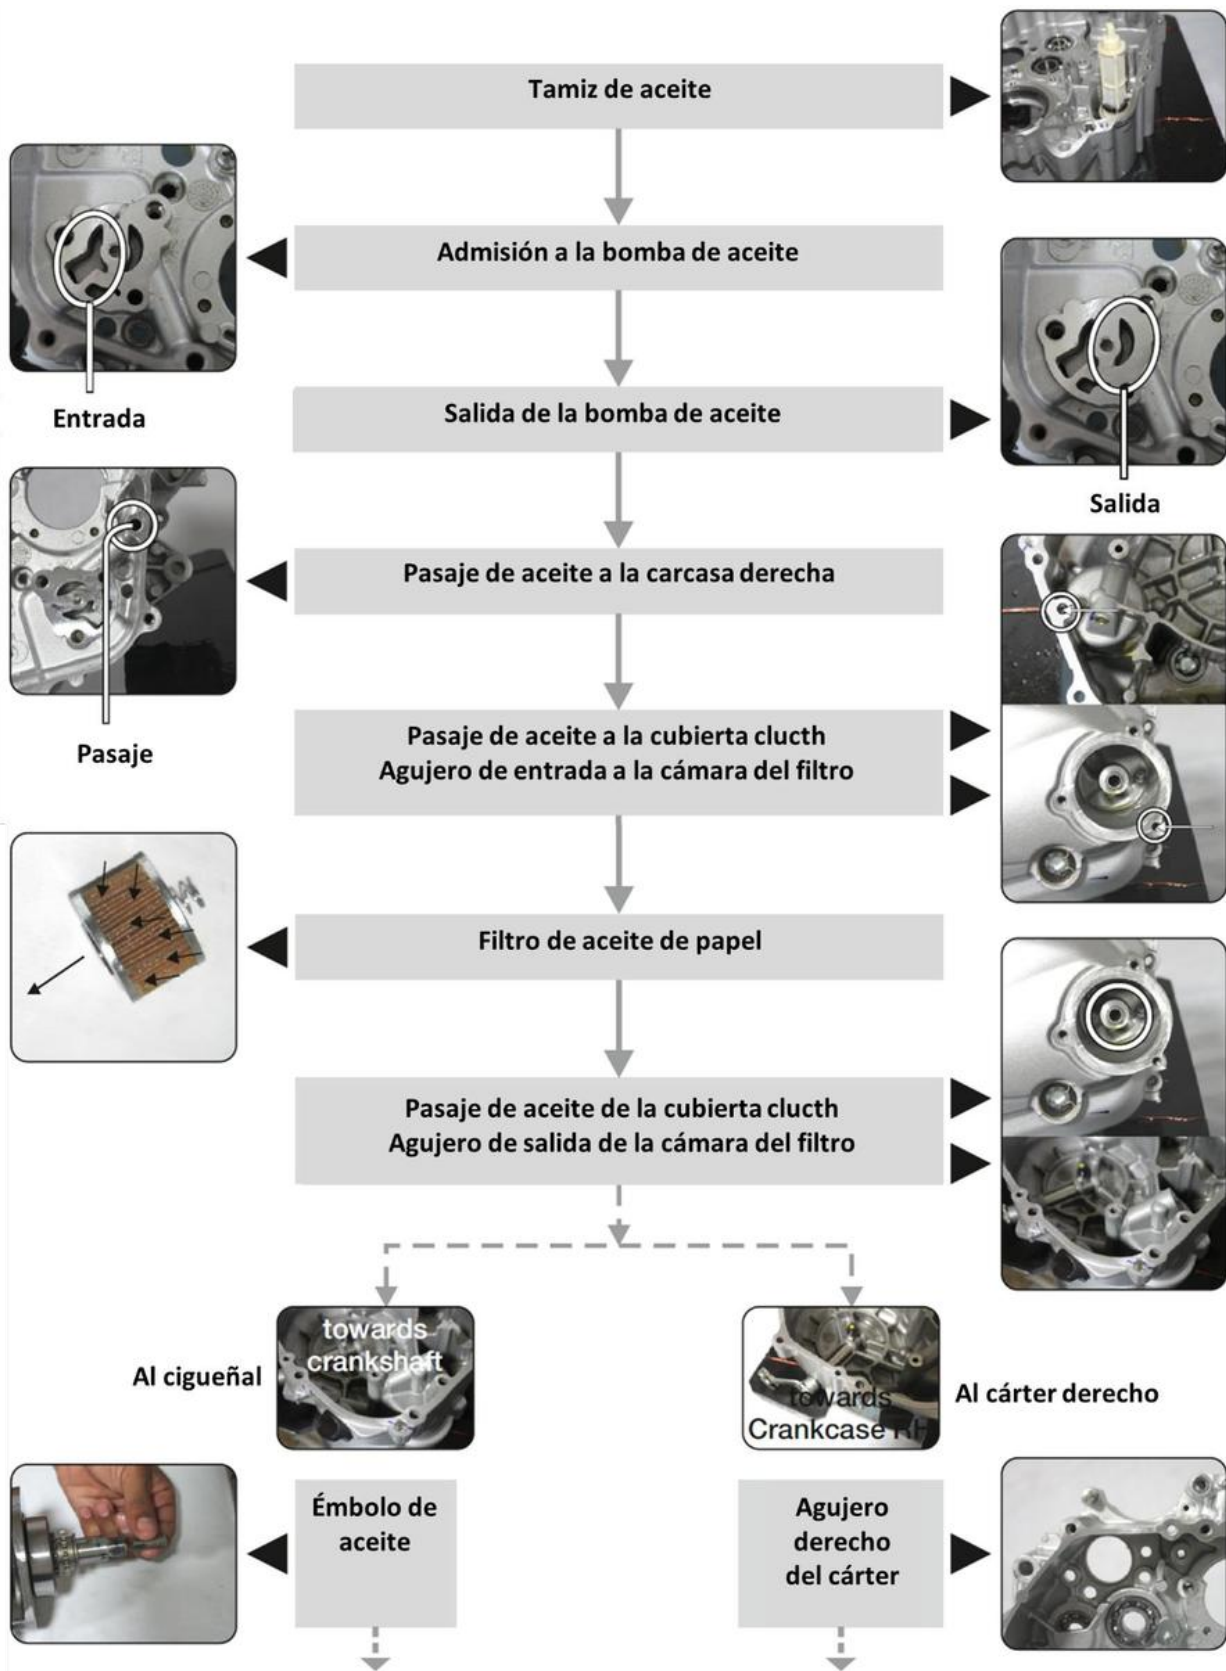 Tamiz de aceite
Admisión a la bomba de aceite
Entrada
Salida de la bomba de aceite
Salida
Pasaje de aceite a la carcasa derecha
Pasaje
Pasaje de aceite a la cubierta clucth
Agujero de entrada a la cámara del filtro
Filtro de aceite de papel
Pasaje de aceite de la cubierta clucth
Agujero de salida de la cámara del filtro
Al cigueñal
towards
crankshaft
towards
Crankcase RH
Al cárter derecho
Émbolo de
aceite
Agujero
derecho
del cárter